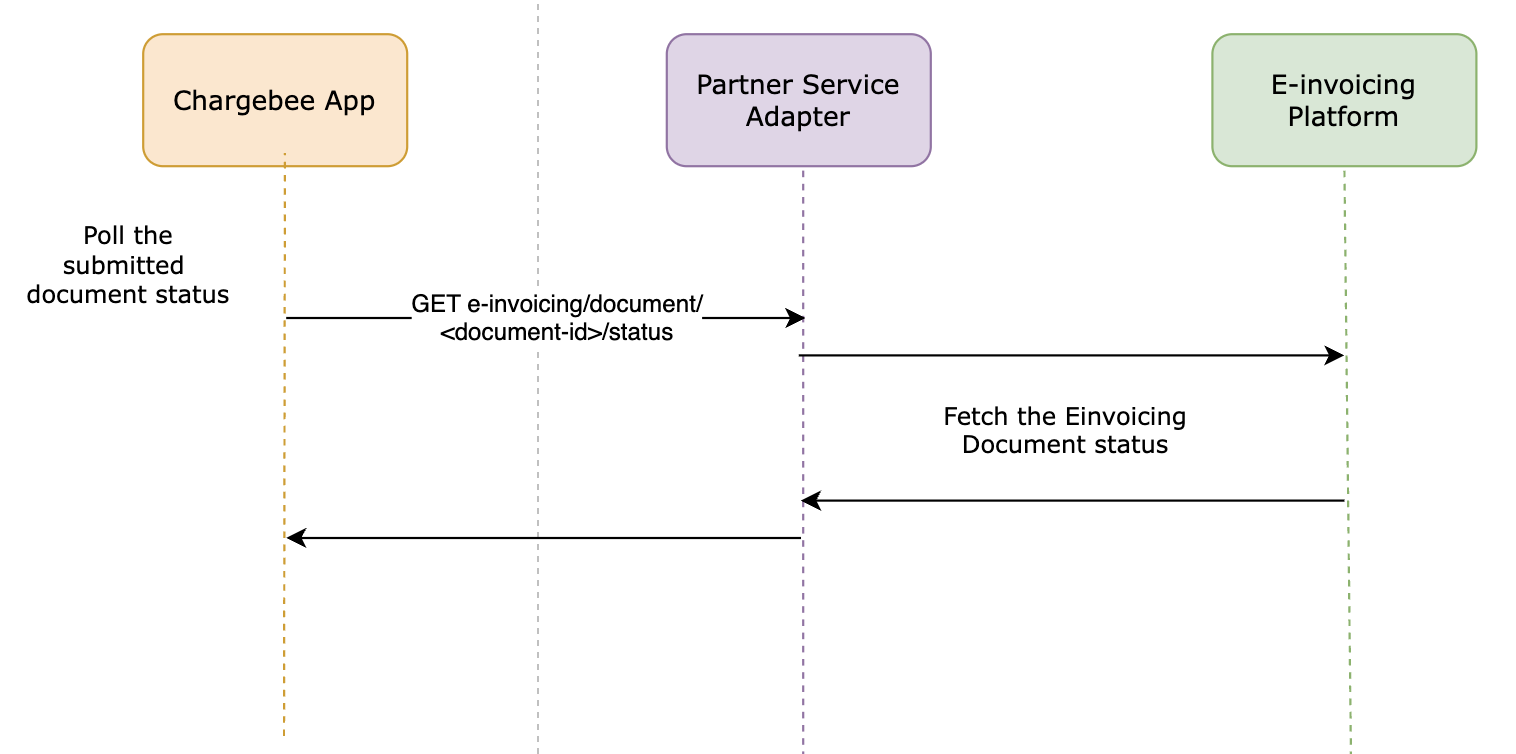 Chargebee App
Partner Service
Adapter
E-invoicing
Platform
Poll the
submitted
document status
GET e-invoicing/document/
<document-id>/status
Fetch the Einvoicing
Document status